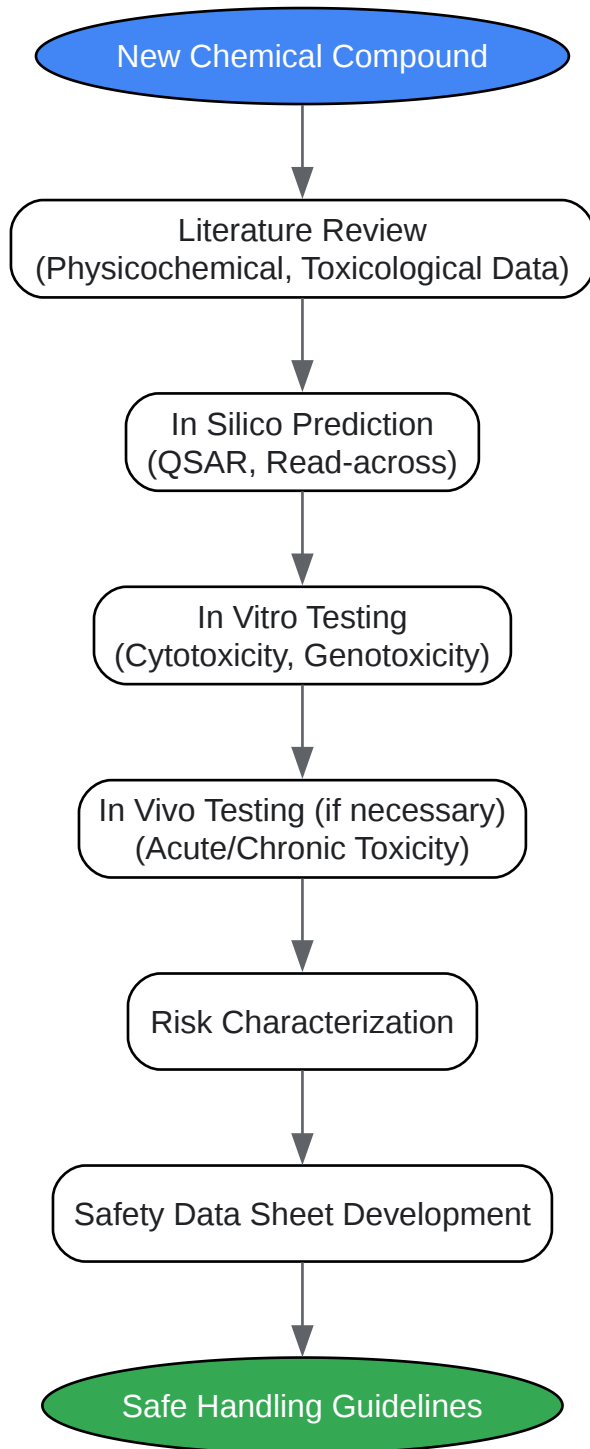 New Chemical Compound
Literature Review
(Physicochemical, Toxicological Data)
In Silico Prediction
(QSAR, Read-across)
In Vitro Testing
(Cytotoxicity, Genotoxicity)
In Vivo Testing (if necessary)
(Acute/Chronic Toxicity)
Risk Characterization
Safety Data Sheet Development
Safe Handling Guidelines